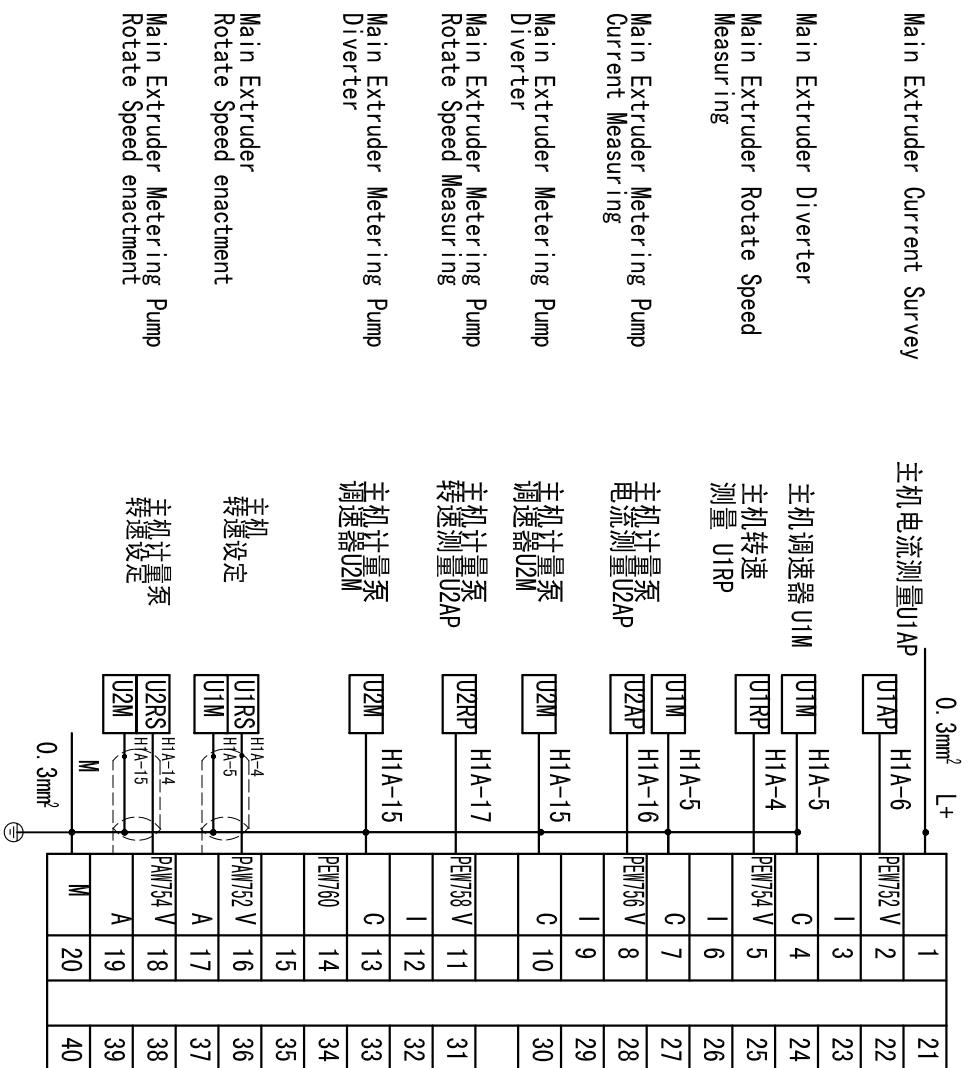 Main Extruder Current Survey
Main Extruder Diverter
Main Extruder Rotate Speed
Measuring
Main Extruder Metering Pump
Current Measuring
Main Extruder Metering Pump
Diverter
Main Extruder Metering Pump
Rotate Speed Measuring
Main Extruder Metering Pump
Diverter
Main Extruder
Rotate Speed enactment
Main Extruder Metering Pump
Rotate Speed enactment
主机电流测量U1AP
主机调速器U1M
主机转速
测量 U1RP
主机计量泵
电流测量U2AP
主机计量泵
调速器U2M
主机计量泵
转速测量U2AP
主机计量泵
调速器U2M
主机
转速设定
主机计量泵
转速设定
0.3mm² L+
U1AP H1A-6
U1M H1A-5
U1RP H1A-4
U1M H1A-5
U2AP H1A-16
U2M H1A-15
U2RP H1A-17
U2M H1A-15
U1RS H1A-4
U1M H1A-5
U2RS H1A-14
U2M H1A-15
M
0.3mm²
1 21
PEW752 V 2 22
I 3 23
C 4 24
PEW754 V 5 25
I 6 26
C 7 27
PEW756 V 8 28
I 9 29
C 10 30
PEW758 V 11 31
I 12 32
C 13 33
PEW760 14 34
15 35
PAW752 V 16 36
A 17 37
PAW754 V 18 38
A 19 39
M 20 40